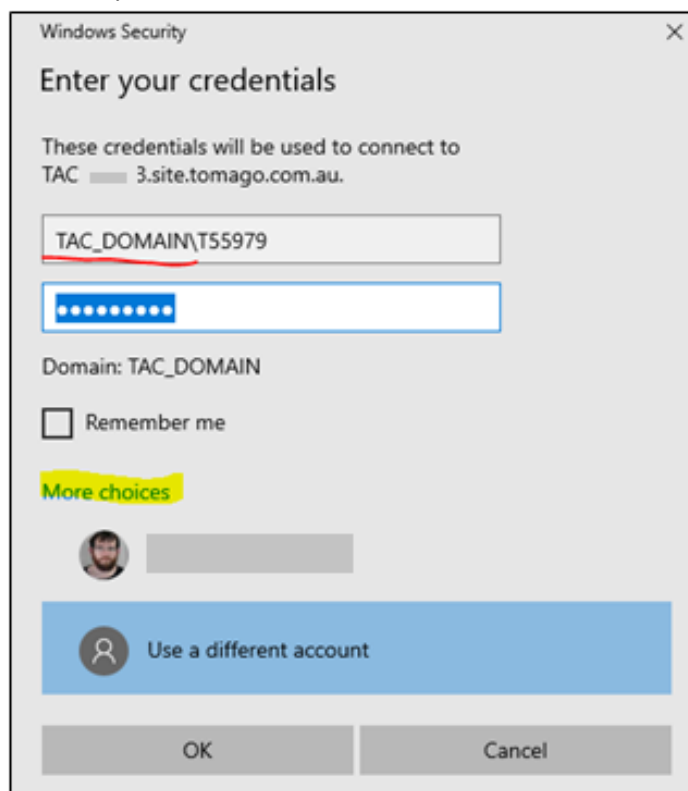 Windows Security
Enter your credentials
These credentials will be used to connect to
TAC 3.site.tomago.com.au.
TAC_DOMAIN\T55979
Domain: TAC_DOMAIN
Remember me
More choices
Use a different account
OK Cancel